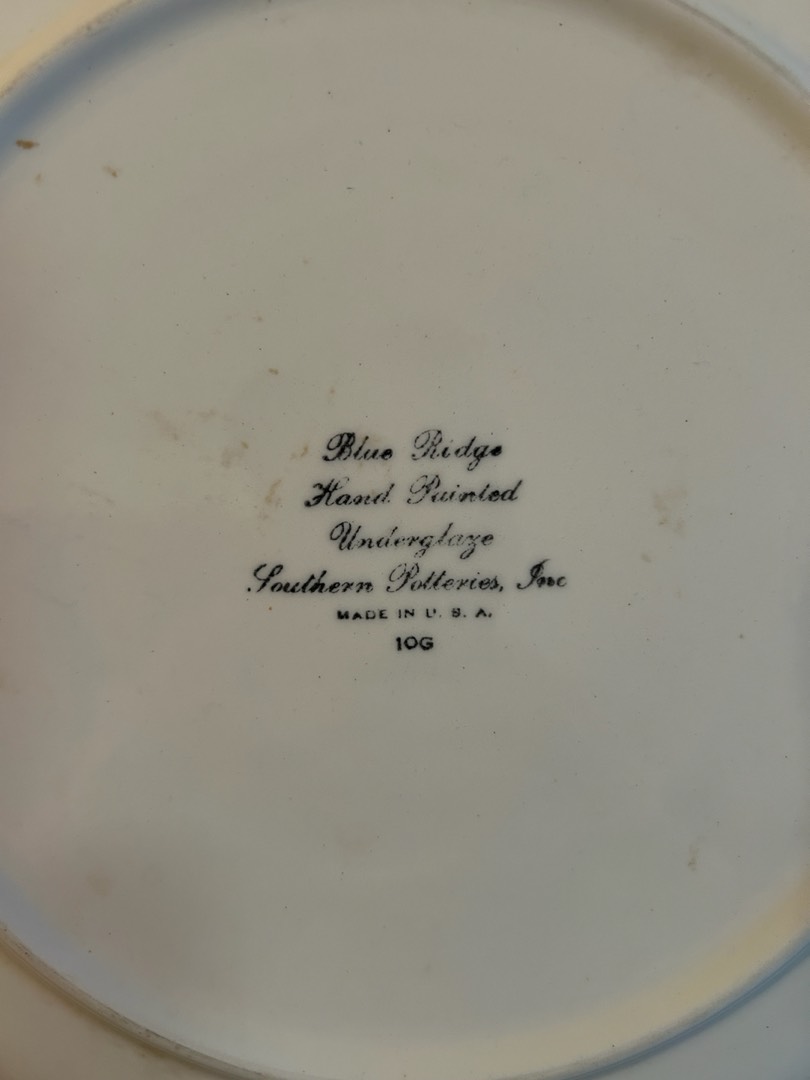 Blue Ridge
Hand Painted
Underglaze
Southern Potteries, Inc
MADE IN U. S. A.
10G